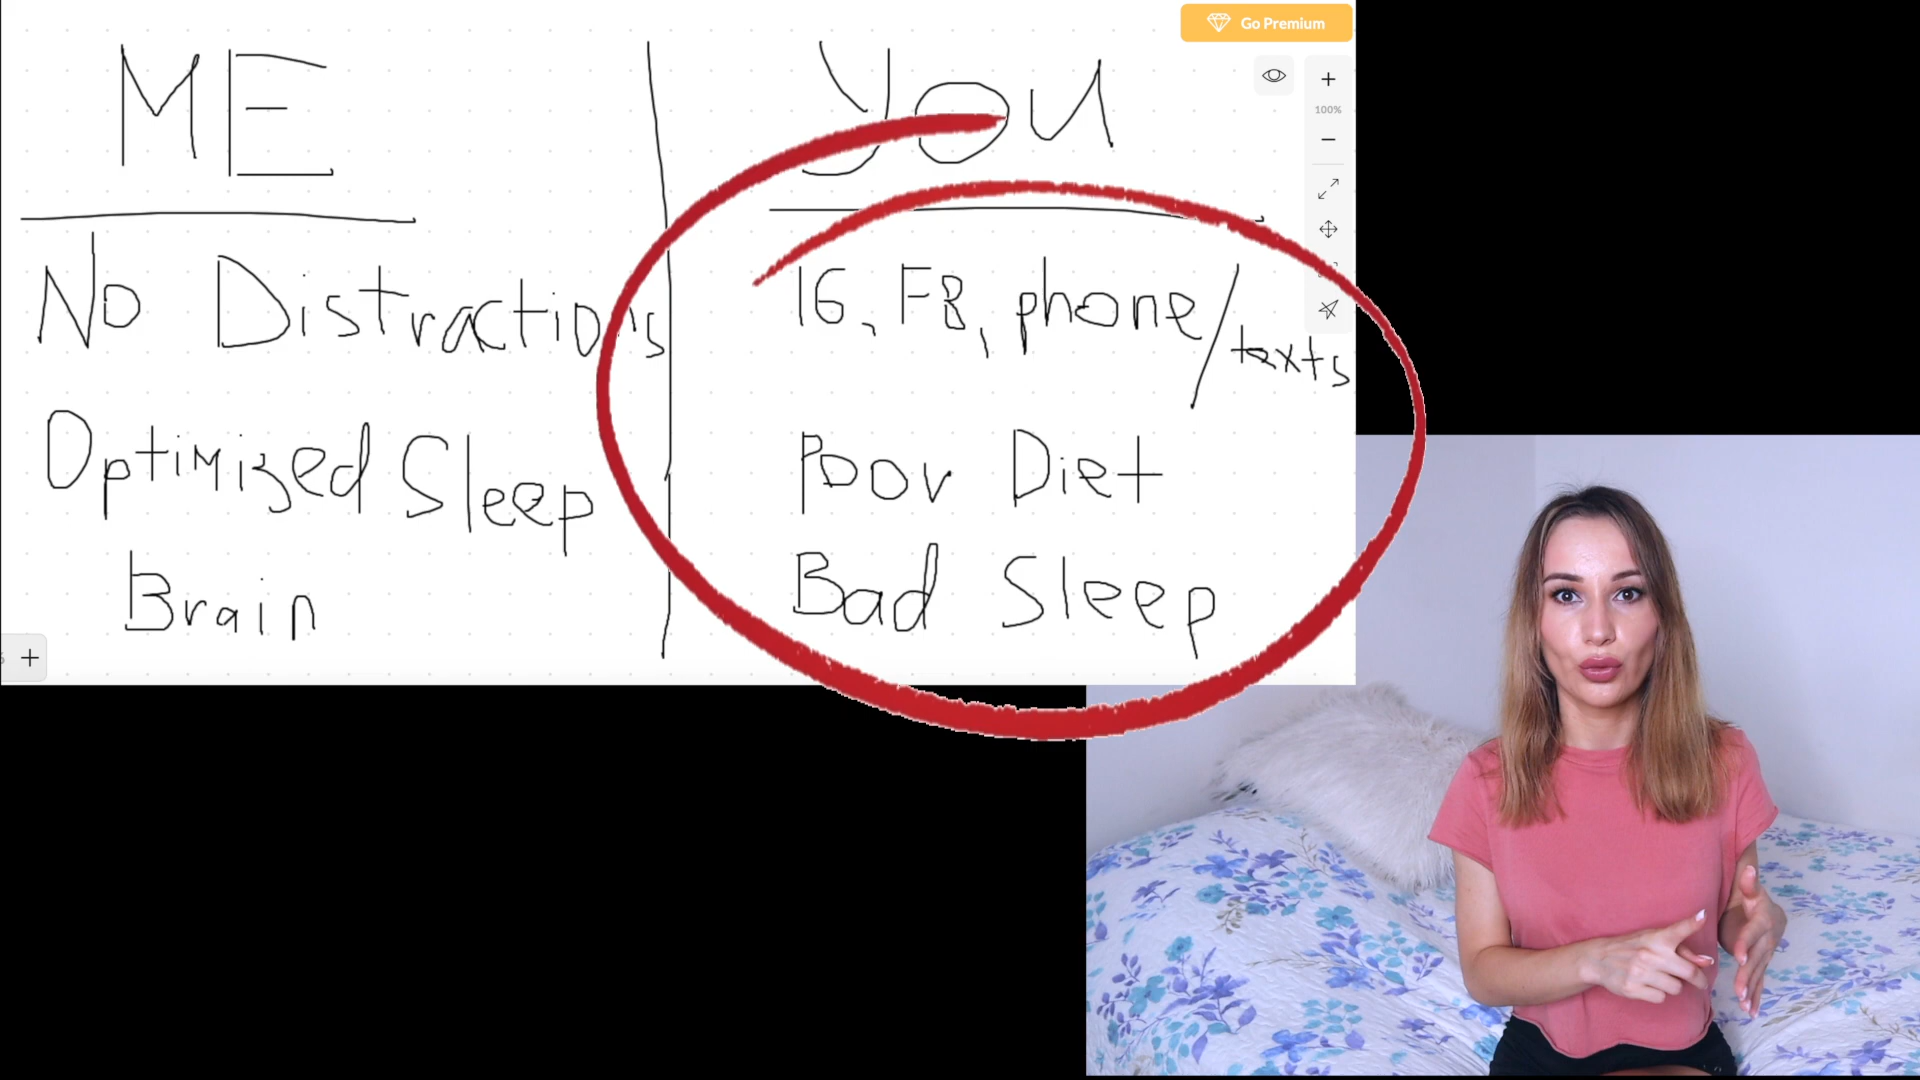 Go Premium
ME
YOU
100%
No Distractions
IG, FB, phone/texts
Optimized Sleep
Poor Diet
Brain
Bad Sleep